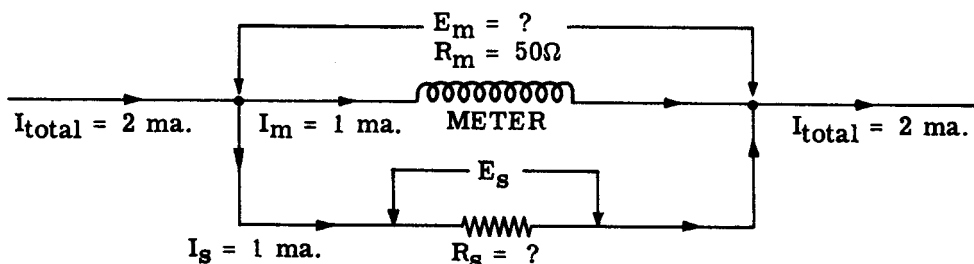 E_m = ?
R_m = 50Ω
I_total = 2 ma.
I_m = 1 ma.
METER
I_total = 2 ma.
E_s
I_s = 1 ma.
R_s = ?